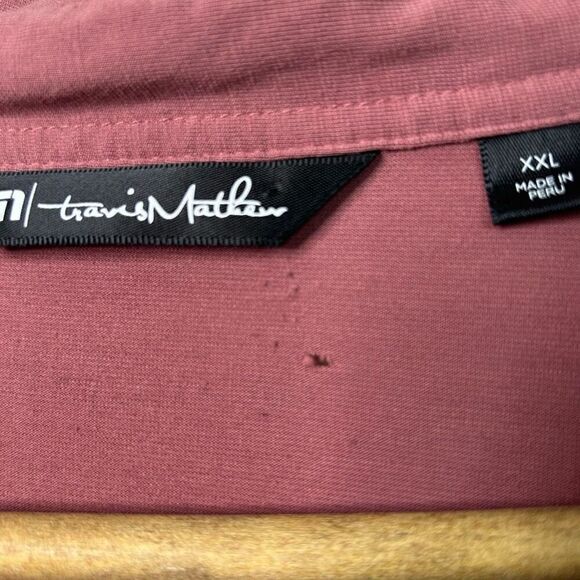 travisMathew
XXL
MADE IN
PERU